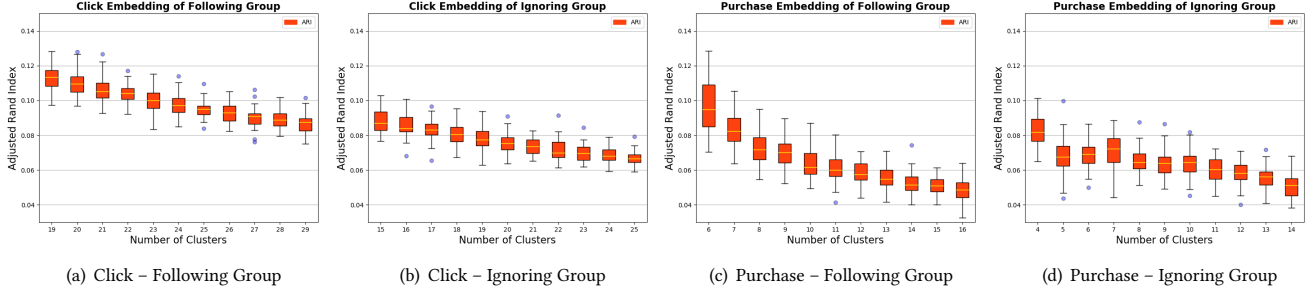 Click Embedding of Following Group
ARI
0.14
0.12
0.10
0.08
0.06
0.04
Adjusted Rand Index
19 20 21 22 23 24 25 26 27 28 29
Number of Clusters
(a) Click – Following Group
Click Embedding of Ignoring Group
ARI
0.14
0.12
0.10
0.08
0.06
0.04
Adjusted Rand Index
15 16 17 18 19 20 21 22 23 24 25
Number of Clusters
(b) Click – Ignoring Group
Purchase Embedding of Following Group
ARI
0.14
0.12
0.10
0.08
0.06
0.04
Adjusted Rand Index
6 7 8 9 10 11 12 13 14 15 16
Number of Clusters
(c) Purchase – Following Group
Purchase Embedding of Ignoring Group
ARI
0.14
0.12
0.10
0.08
0.06
0.04
Adjusted Rand Index
4 5 6 7 8 9 10 11 12 13 14
Number of Clusters
(d) Purchase – Ignoring Group